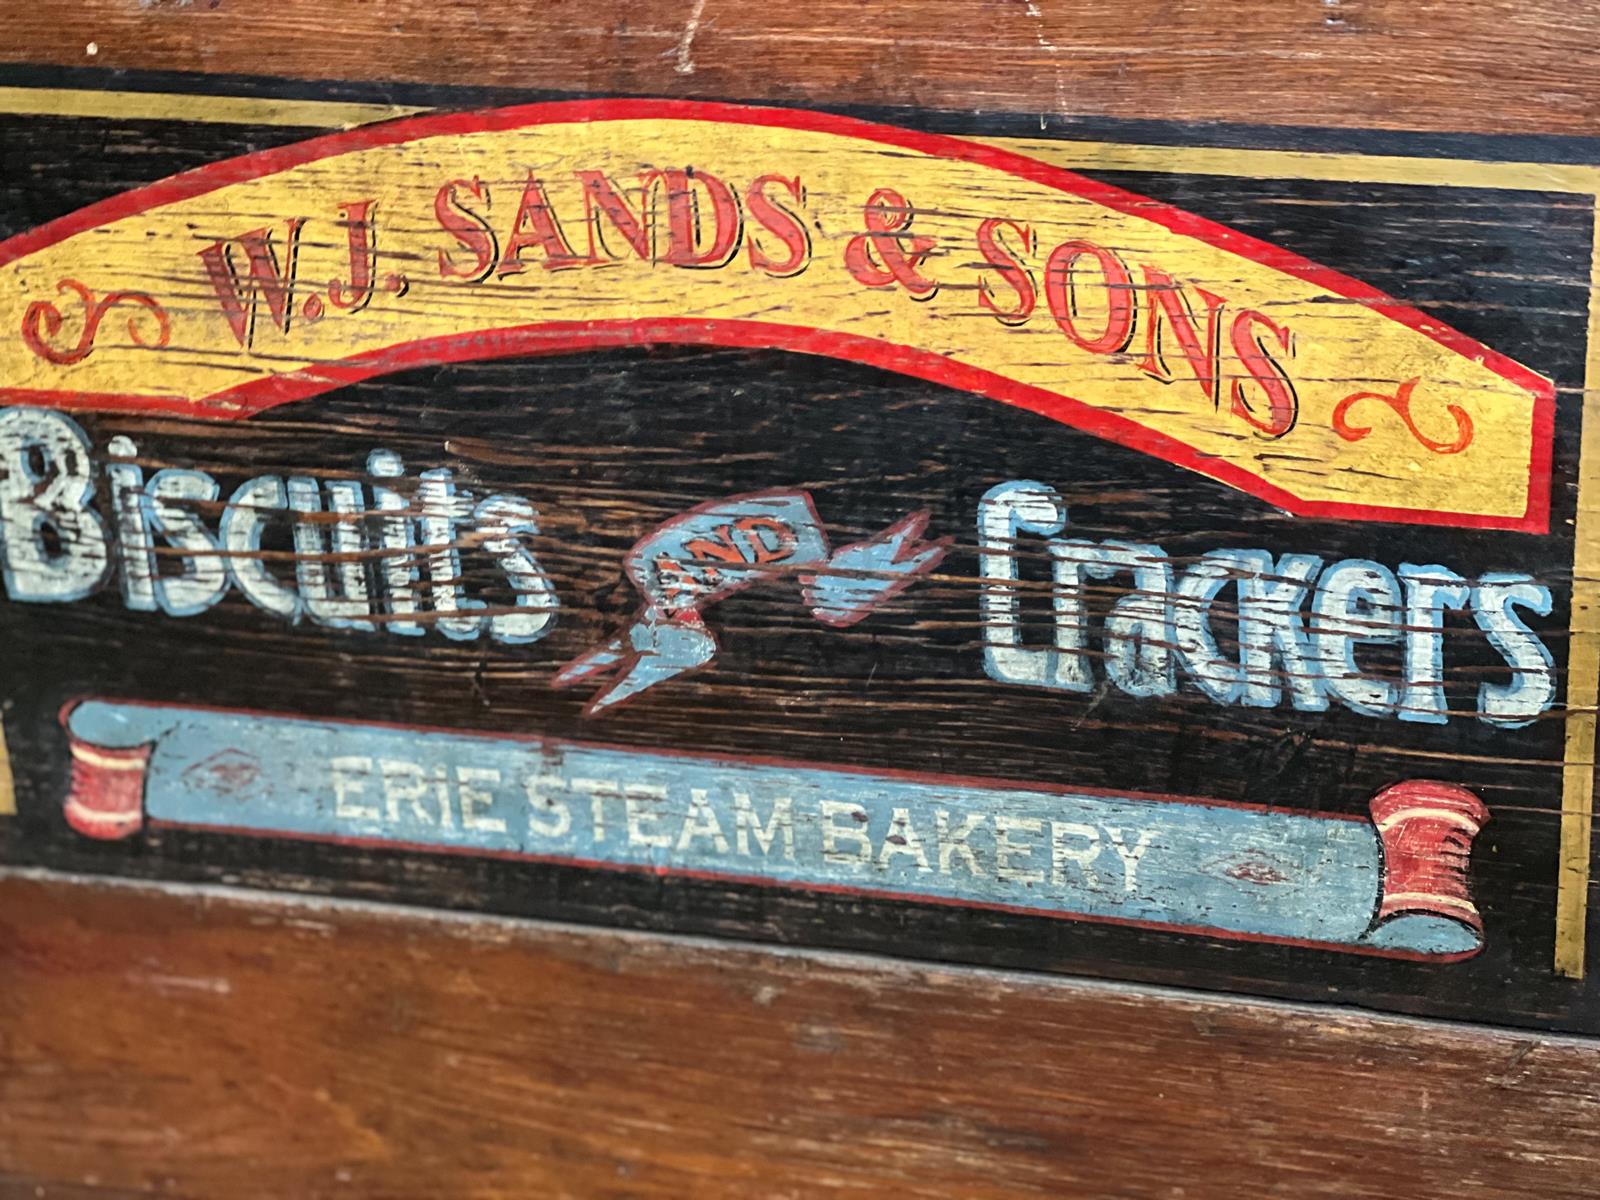 W.J. SANDS & SONS
Biscuits AND Crackers
ERIE STEAM BAKERY